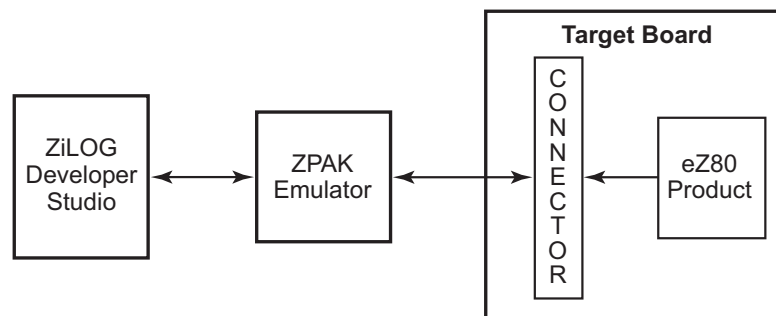 Target Board
ZiLOG
Developer
Studio
ZPAK
Emulator
C
O
N
N
E
C
T
O
R
eZ80
Product